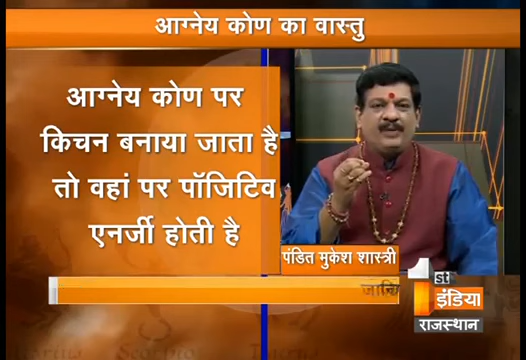 आग्नेय कोण का वास्तु
आग्नेय कोण पर
किचन बनाया जाता है
तो वहां पर पॉजिटिव
एनर्जी होती है
पंडित मुकेश शास्त्री
1st
इंडिया
राजस्थान